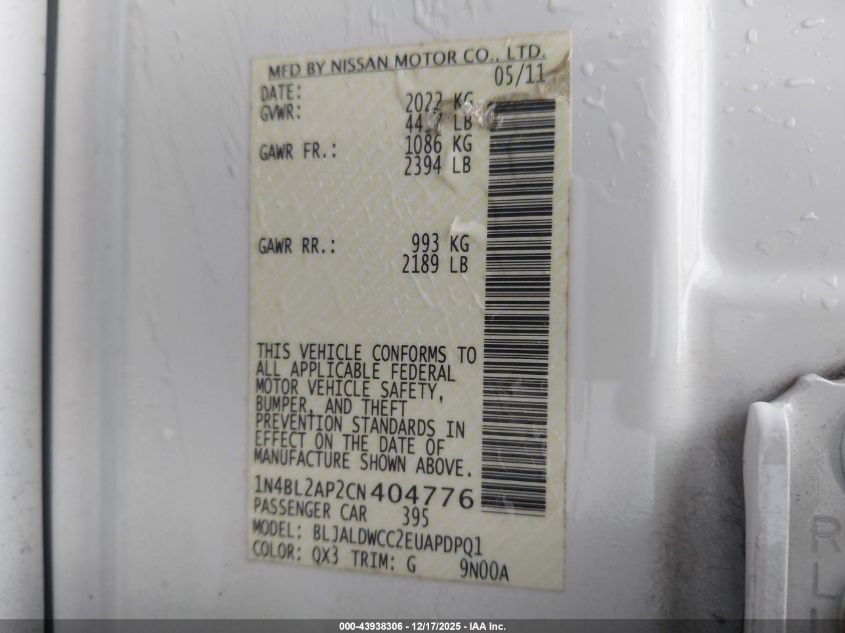 MFD BY NISSAN MOTOR CO., LTD.
DATE: 05/11
GVWR: 2022 KG
LB
GAWR FR.: 1086 KG
2394 LB
GAWR RR.: 993 KG
2189 LB
THIS VEHICLE CONFORMS TO
ALL APPLICABLE FEDERAL
MOTOR VEHICLE SAFETY,
BUMPER, AND THEFT
PREVENTION STANDARDS IN
EFFECT ON THE DATE OF
MANUFACTURE SHOWN ABOVE.
1N4BL2AP2CN404776
PASSENGER CAR 395
MODEL: BLJALDWCC2EUAPDPQ1
COLOR: QX3 TRIM: G 9N00A
000-43938306 - 12/17/2025 - IAA Inc.